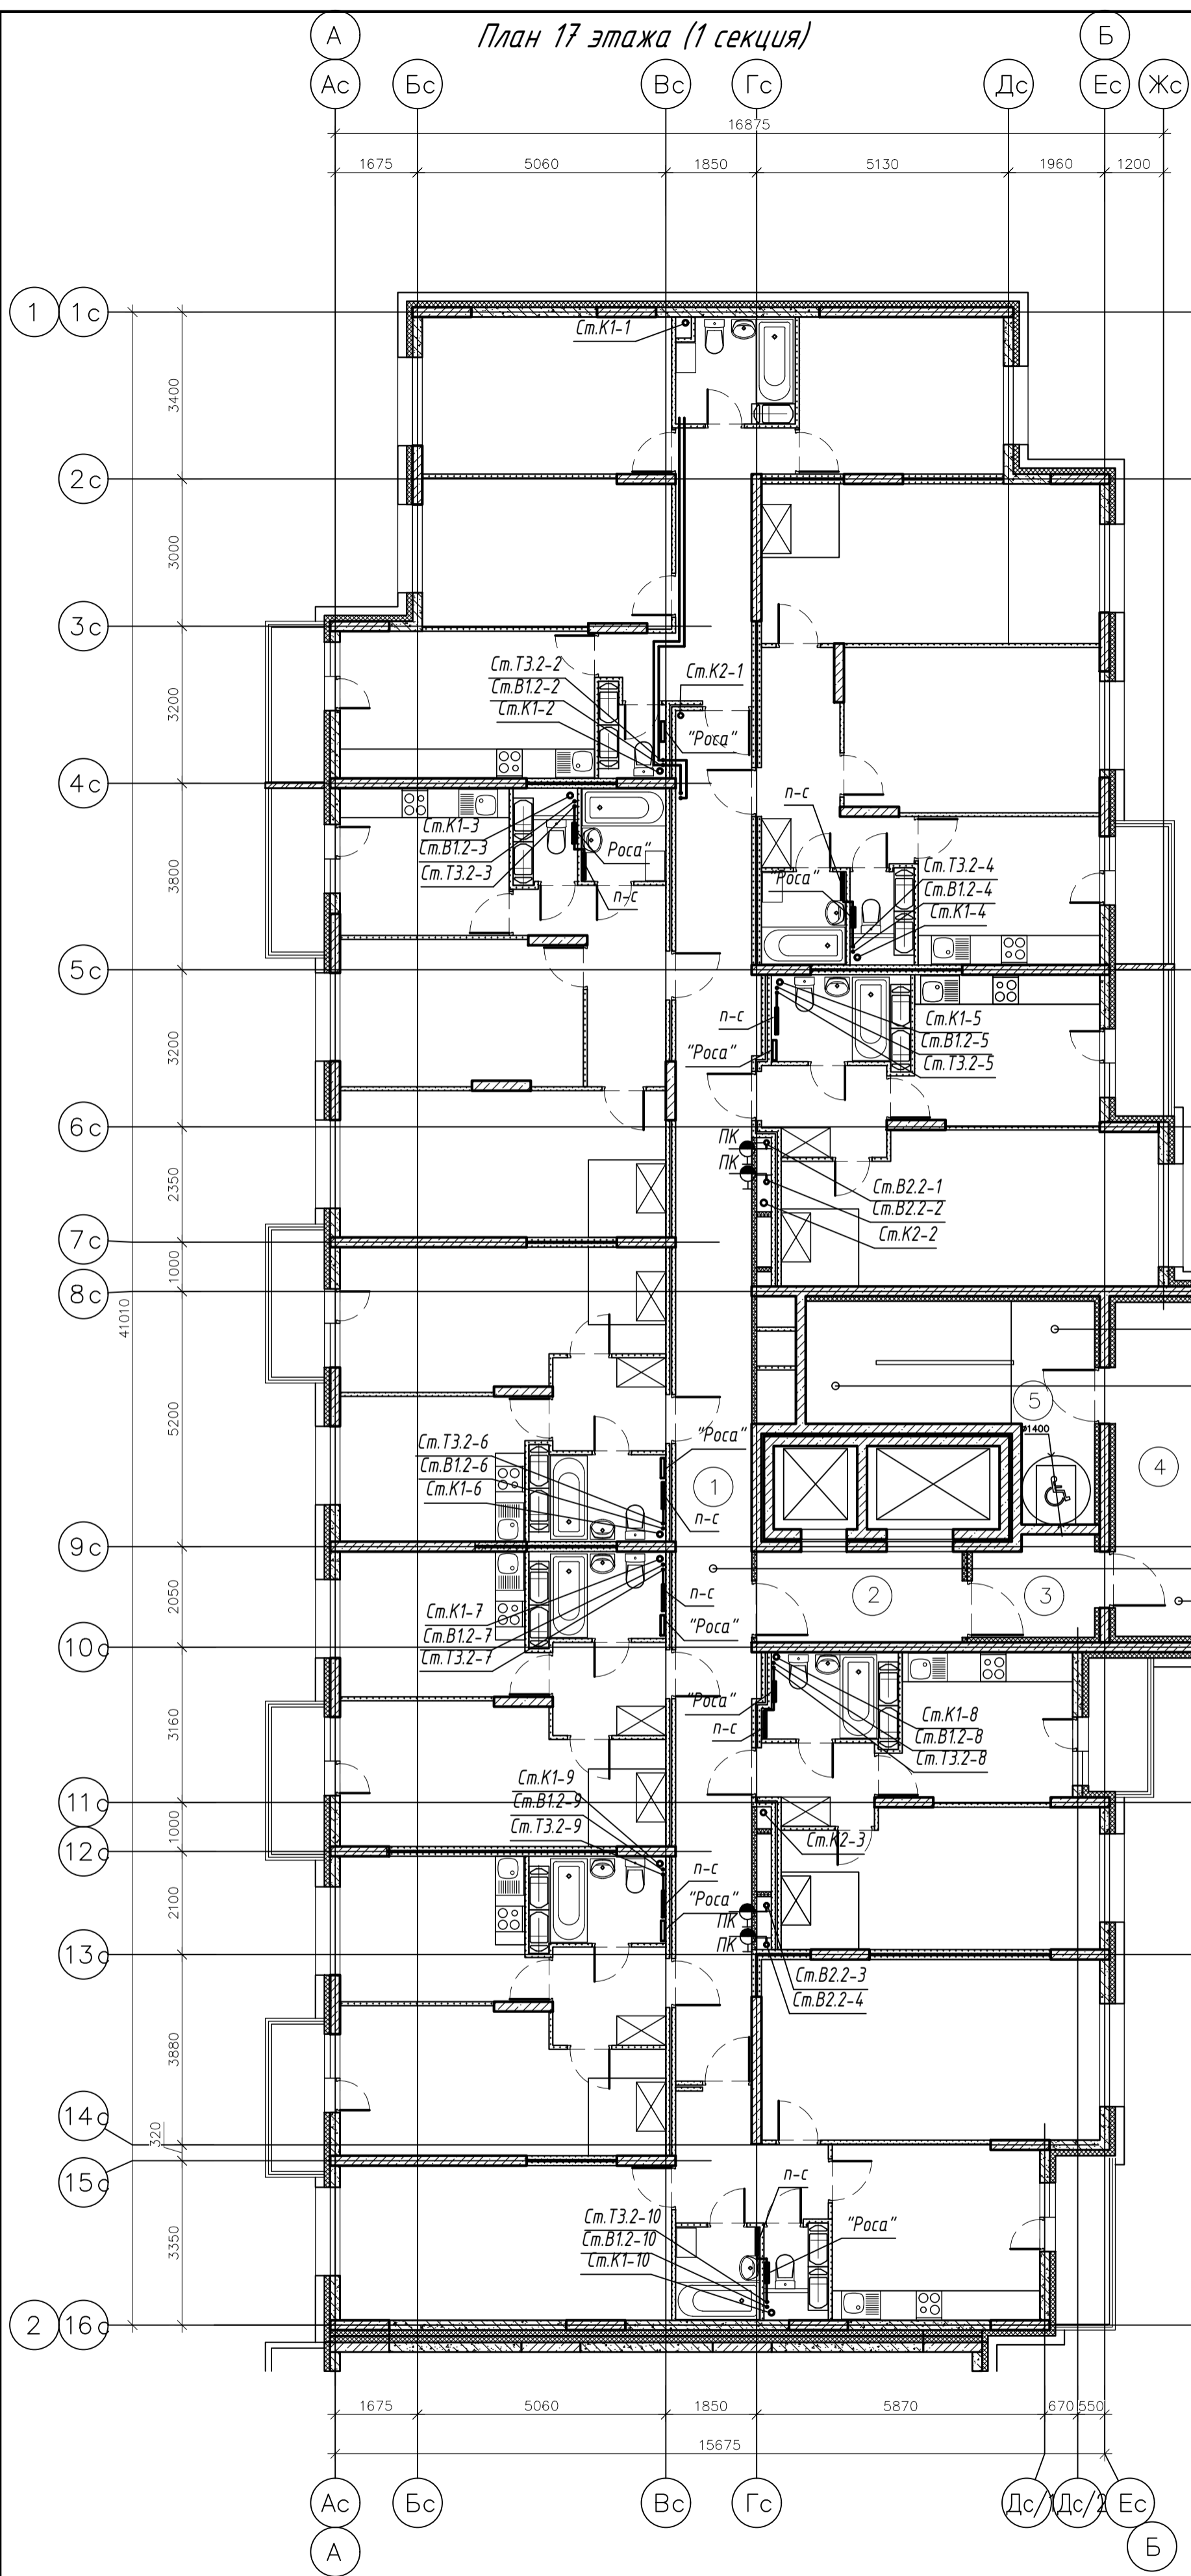 План 17 этажа (1 секция)
А
Б
Ас
Бс
Вс
Гс
Дс
Ес
Жс
16875
1675
5060
1850
5130
1960
1200
1
1с
Ст.К1-1
3400
2с
3000
3с
Ст.Т3.2-2
Ст.В1.2-2
Ст.К1-2
Ст.К2-1
"Роса"
3200
4с
п-с
Ст.К1-3
Ст.В1.2-3
Ст.Т3.2-3
Роса"
п-с
"Роса"
Ст.Т3.2-4
Ст.В1.2-4
Ст.К1-4
3800
5с
п-с
"Роса"
Ст.К1-5
Ст.В1.2-5
Ст.Т3.2-5
3200
6с
ПК
ПК
Ст.В2.2-1
Ст.В2.2-2
Ст.К2-2
2350
7с
1000
8с
41010
5
ø1400
5200
Ст.Т3.2-6
Ст.В1.2-6
Ст.К1-6
"Роса"
п-с
1
4
9с
2050
Ст.К1-7
Ст.В1.2-7
Ст.Т3.2-7
п-с
"Роса"
2
3
10с
3160
"Роса"
п-с
Ст.К1-8
Ст.В1.2-8
Ст.Т3.2-8
11с
Ст.К1-9
Ст.В1.2-9
Ст.Т3.2-9
1000
Ст.К2-3
12с
2100
п-с
"Роса"
ПК
ПК
13с
Ст.В2.2-3
Ст.В2.2-4
3880
14с
320
15с
п-с
Ст.Т3.2-10
Ст.В1.2-10
Ст.К1-10
"Роса"
3350
2
16с
1675
5060
1850
5870
670
550
15675
Ас
Бс
Вс
Гс
Дс/1
Дс/2
Ес
А
Б